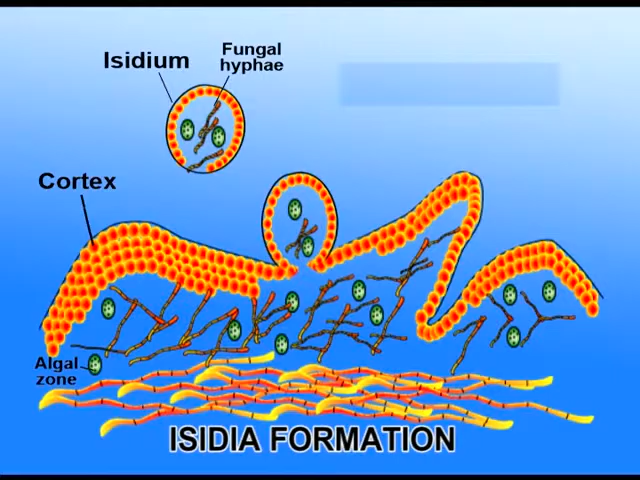 Isidium
Fungal
hyphae
Cortex
Algal
zone
ISIDIA FORMATION